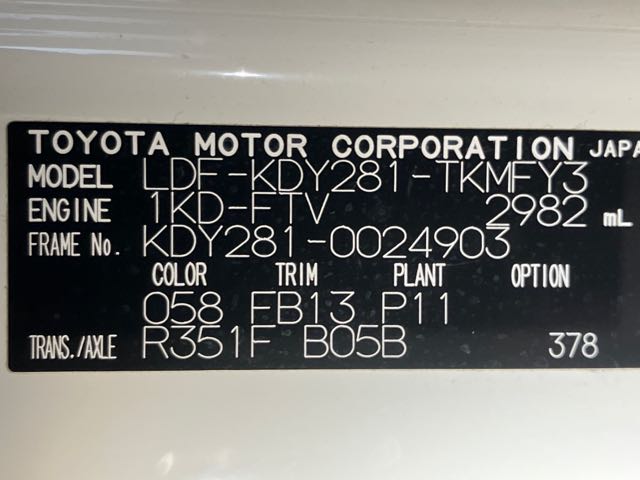 TOYOTA MOTOR CORPORATION JAPA
MODEL LDF-KDY281-TKMFY3
ENGINE 1KD-FTV 2982 mL
FRAME No. KDY281-0024903
COLOR TRIM PLANT OPTION
058 FB13 P11
TRANS./AXLE R351F B05B 378